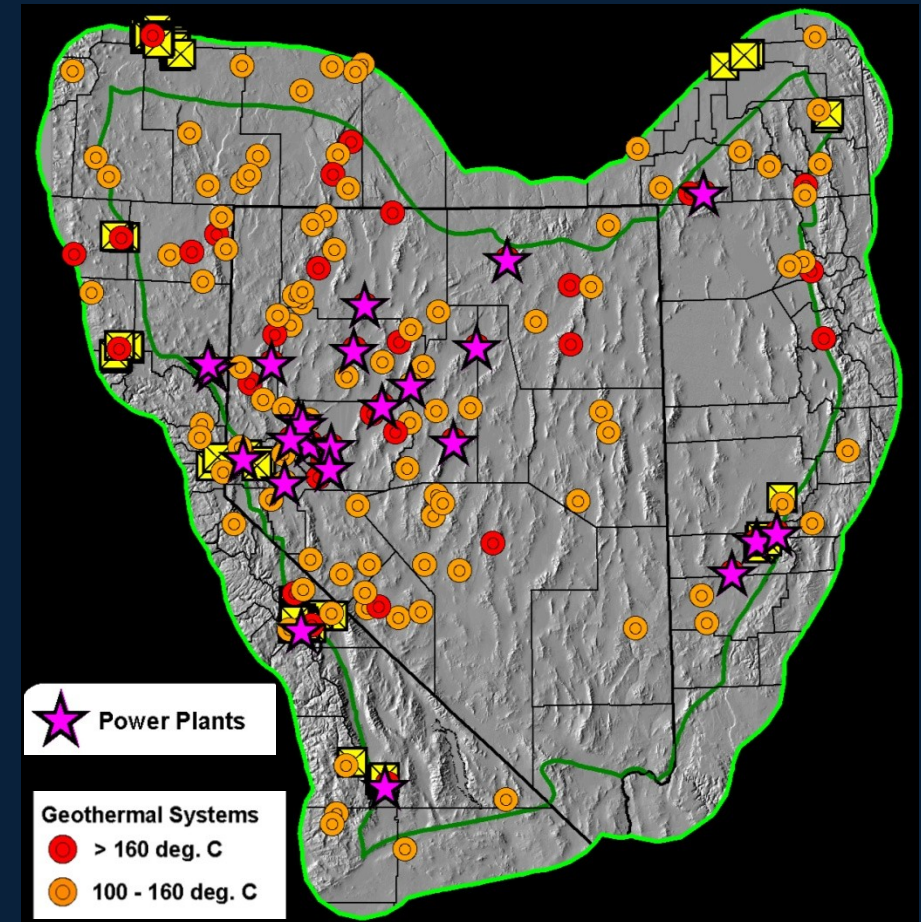 Power Plants
Geothermal Systems
> 160 deg. C
100 - 160 deg. C